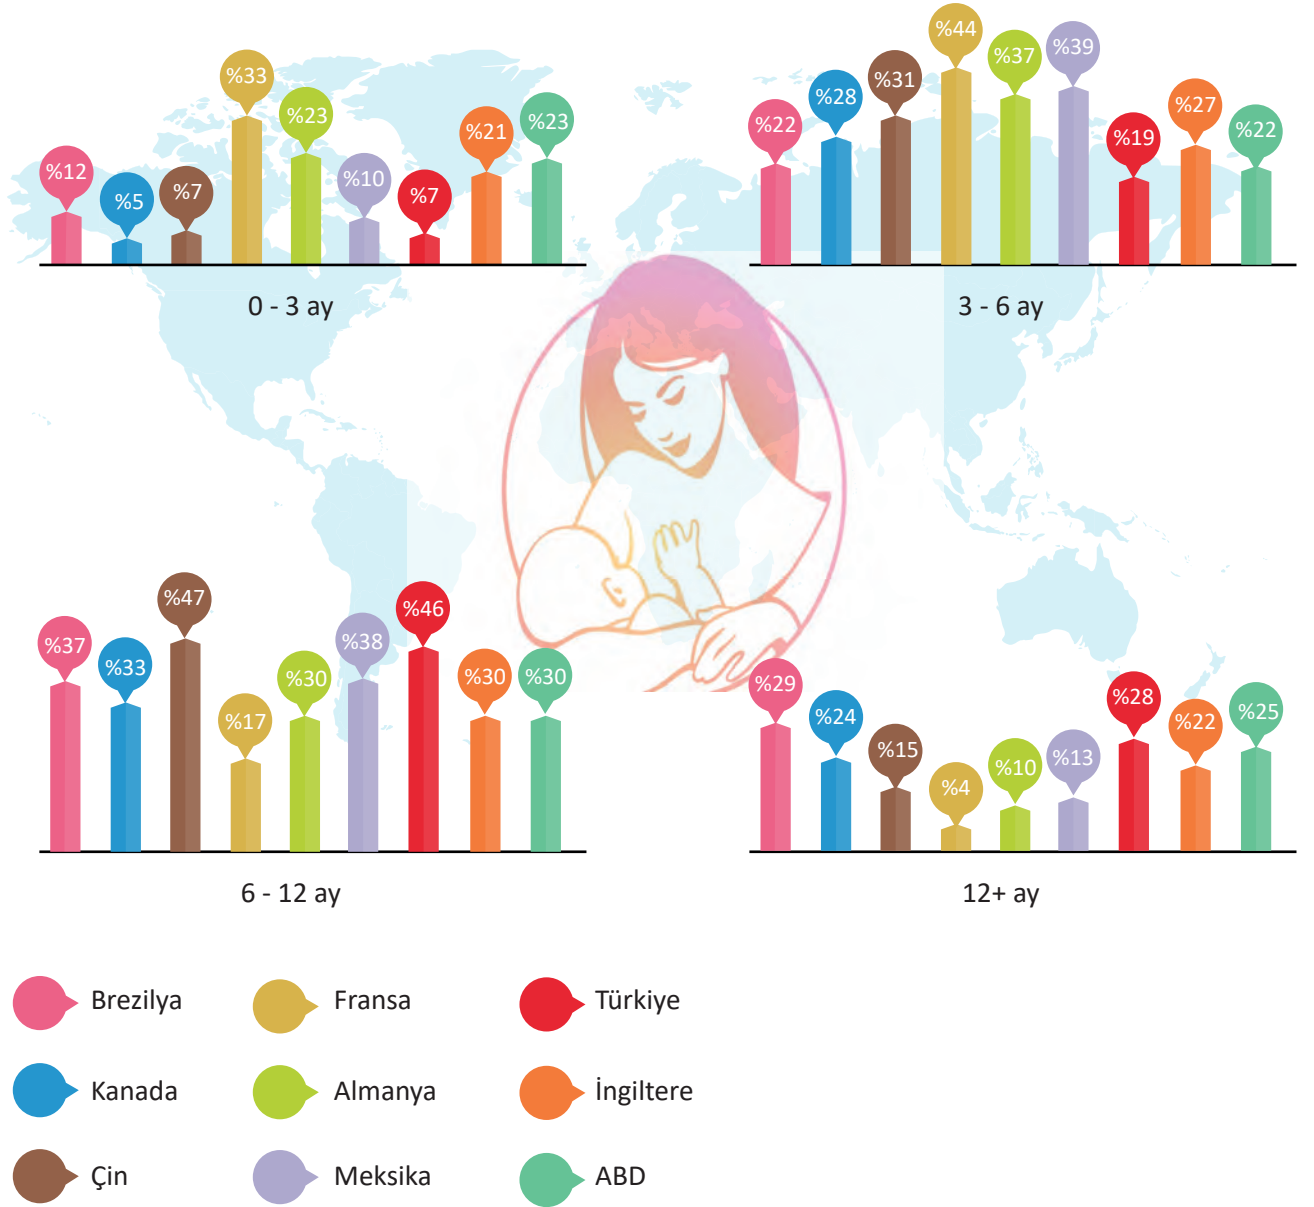 %12 %5 %7 %33 %23 %10 %7 %21 %23
0 - 3 ay
%22 %28 %31 %44 %37 %39 %19 %27 %22
3 - 6 ay
%37 %33 %47 %17 %30 %38 %46 %30 %30
6 - 12 ay
%29 %24 %15 %4 %10 %13 %28 %22 %25
12+ ay
Brezilya Fransa Türkiye
Kanada Almanya İngiltere
Çin Meksika ABD